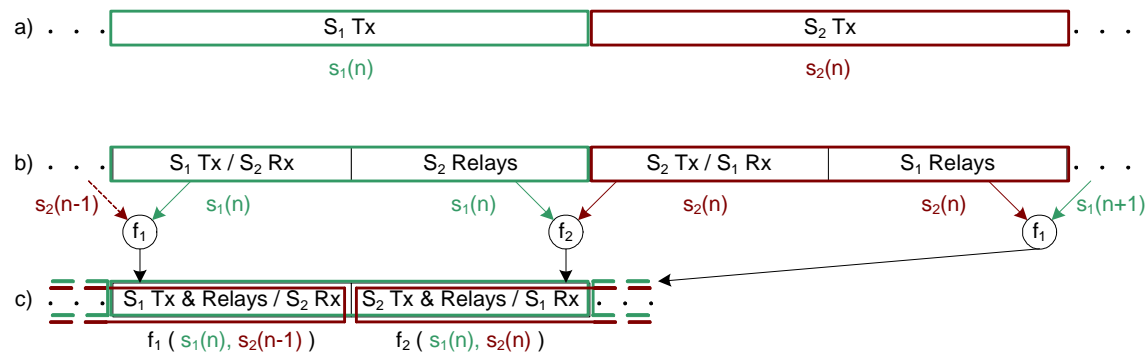 a) . . . S₁ Tx S₂ Tx . . .
s₁(n) s₂(n)
b) . . . S₁ Tx / S₂ Rx S₂ Relays S₂ Tx / S₁ Rx S₁ Relays . . .
s₂(n-1) s₁(n) s₁(n) s₂(n) s₂(n) s₁(n+1)
f₁ f₂ f₁
c) . . . S₁ Tx & Relays / S₂ Rx S₂ Tx & Relays / S₁ Rx . . .
f₁ ( s₁(n), s₂(n-1) ) f₂ ( s₁(n), s₂(n) )